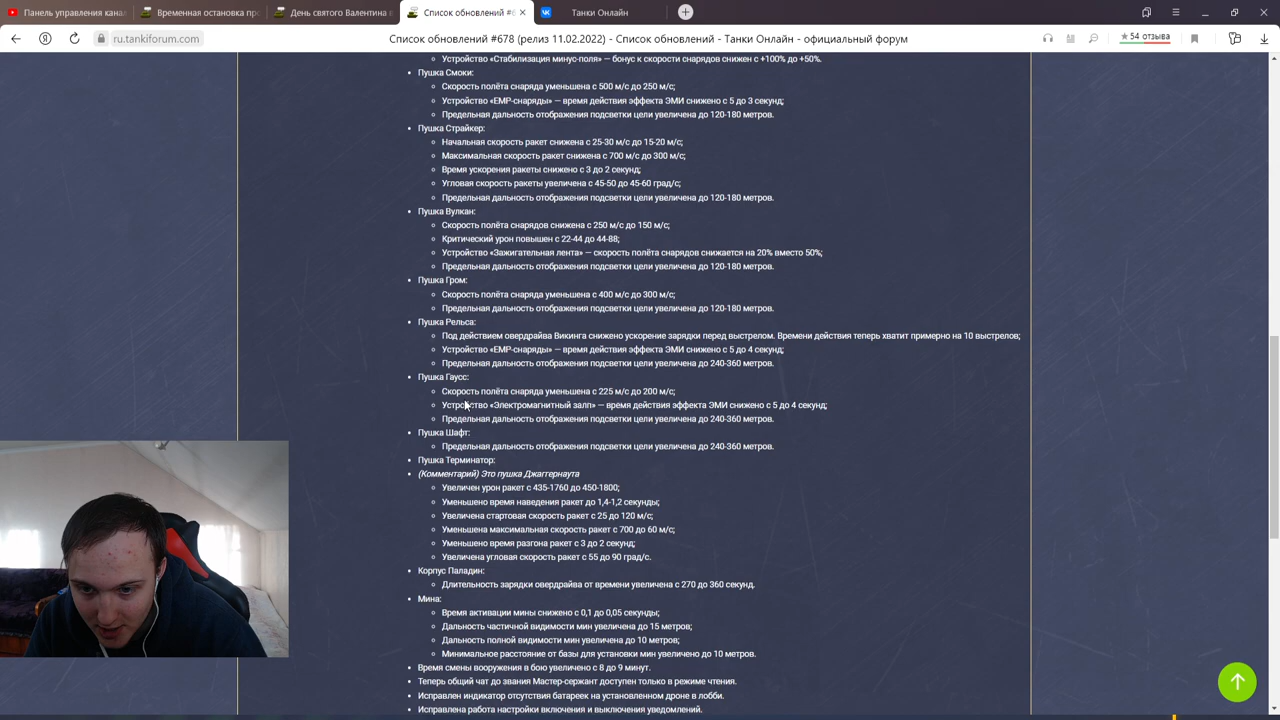 Панель управления канал
Временная остановка про
День святого Валентина в
Список обновлений #6
Танки Онлайн
ru.tankiforum.com
Список обновлений #678 (релиз 11.02.2022) - Список обновлений - Танки Онлайн - официальный форум
54 отзыва
Устройство «Стабилизация минус-поля» — бонус к скорости снарядов снижен с +100% до +50%.
Пушка Смоки:
Скорость полёта снаряда уменьшена с 500 м/с до 250 м/с;
Устройство «EMP-снаряды» — время действия эффекта ЭМИ снижено с 5 до 3 секунд;
Предельная дальность отображения подсветки цели увеличена до 120-180 метров.
Пушка Страйкер:
Начальная скорость ракет снижена с 25-30 м/с до 15-20 м/с;
Максимальная скорость ракет снижена с 700 м/с до 300 м/с;
Время ускорения ракеты снижено с 3 до 2 секунд;
Угловая скорость ракеты увеличена с 45-50 до 45-60 град/с;
Предельная дальность отображения подсветки цели увеличена до 120-180 метров.
Пушка Вулкан:
Скорость полёта снарядов снижена с 250 м/с до 150 м/с;
Критический урон повышен с 22-44 до 44-88;
Устройство «Зажигательная лента» — скорость полёта снарядов снижается на 20% вместо 50%;
Предельная дальность отображения подсветки цели увеличена до 120-180 метров.
Пушка Гром:
Скорость полёта снаряда уменьшена с 400 м/с до 300 м/с;
Предельная дальность отображения подсветки цели увеличена до 120-180 метров.
Пушка Рельса:
Под действием овердрайва Викинга снижено ускорение зарядки перед выстрелом. Времени действия теперь хватит примерно на 10 выстрелов;
Устройство «EMP-снаряды» — время действия эффекта ЭМИ снижено с 5 до 4 секунд;
Предельная дальность отображения подсветки цели увеличена до 240-360 метров.
Пушка Гаусс:
Скорость полёта снаряда уменьшена с 225 м/с до 200 м/с;
Устройство «Электромагнитный залп» — время действия эффекта ЭМИ снижено с 5 до 4 секунд;
Предельная дальность отображения подсветки цели увеличена до 240-360 метров.
Пушка Шафт:
Предельная дальность отображения подсветки цели увеличена до 240-360 метров.
Пушка Терминатор:
(Комментарий) Это пушка Джаггернаута
Увеличен урон ракет с 435-1760 до 450-1800;
Уменьшено время наведения ракет до 1,4-1,2 секунды;
Увеличена стартовая скорость ракет с 25 до 120 м/с;
Уменьшена максимальная скорость ракет с 700 до 60 м/с;
Уменьшено время разгона ракет с 3 до 2 секунд;
Увеличена угловая скорость ракет с 55 до 90 град/с.
Корпус Паладин:
Длительность зарядки овердрайва от времени увеличена с 270 до 360 секунд.
Мина:
Время активации мины снижено с 0,1 до 0,05 секунды;
Дальность частичной видимости мин увеличена до 15 метров;
Дальность полной видимости мин увеличена до 10 метров;
Минимальное расстояние от базы для установки мин увеличено до 10 метров.
Время смены вооружения в бою увеличено с 8 до 9 минут.
Теперь общий чат до звания Мастер-сержант доступен только в режиме чтения.
Исправлен индикатор отсутствия батареек на установленном дроне в лобби.
Исправлена работа настройки включения и выключения уведомлений.